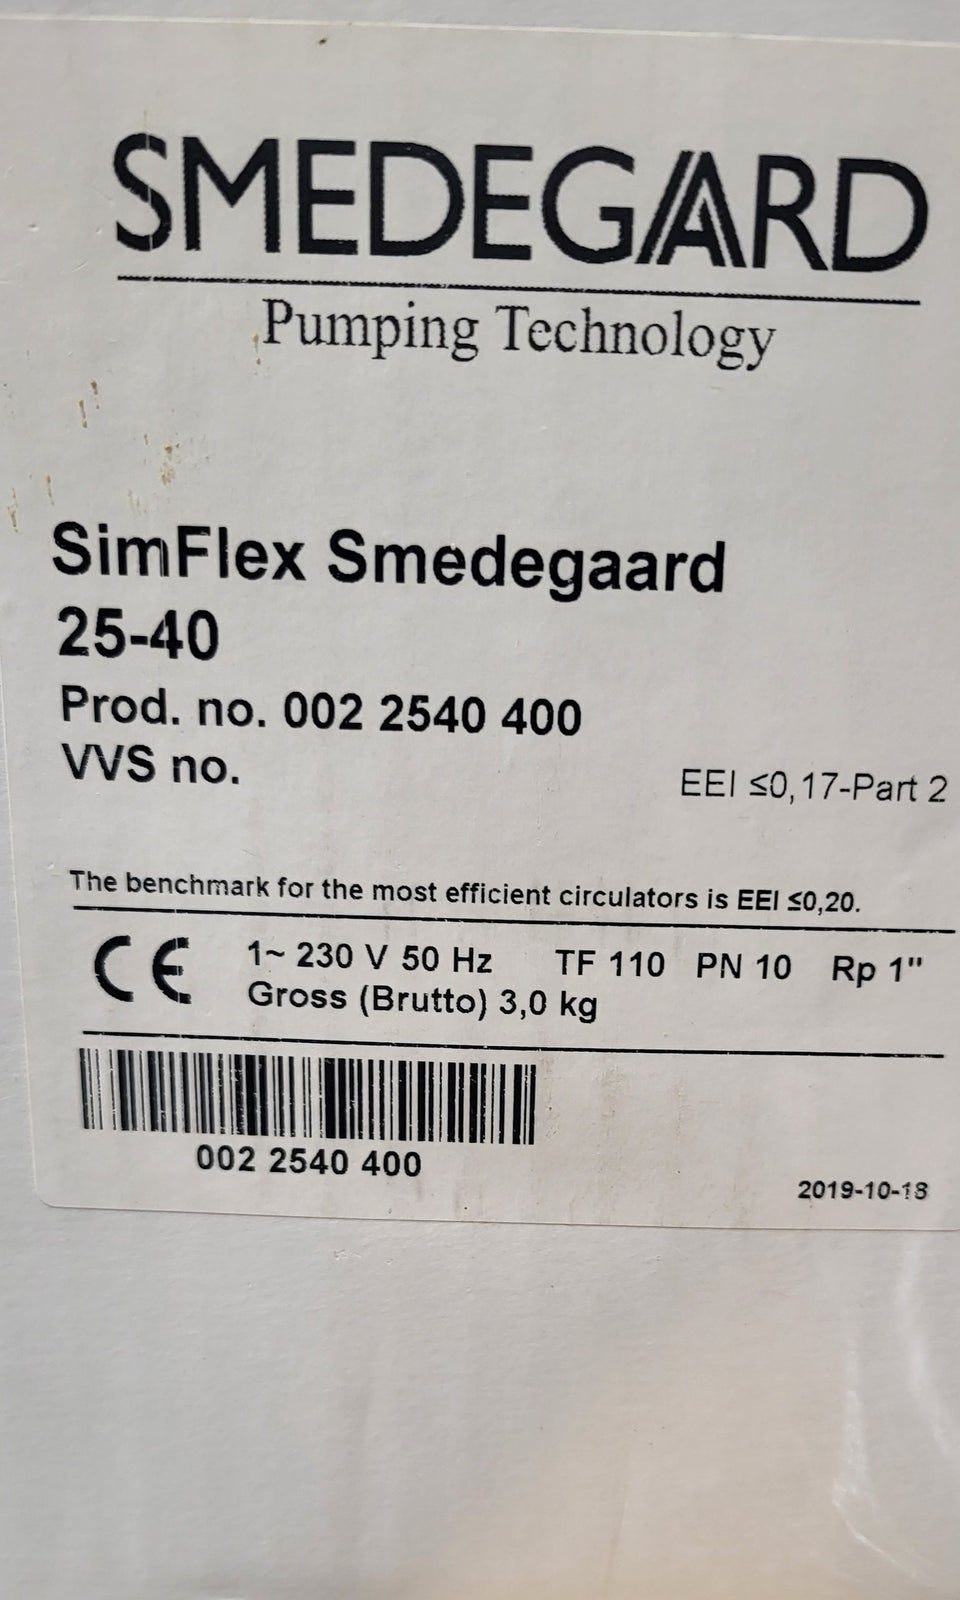 SMEDEGAARD
Pumping Technology
SimFlex Smedegaard
25-40
Prod. no. 002 2540 400
VVS no.
EEI ≤0,17-Part 2
The benchmark for the most efficient circulators is EEI ≤0,20.
CE 1~ 230 V 50 Hz TF 110 PN 10 Rp 1"
Gross (Brutto) 3,0 kg
002 2540 400
2019-10-18